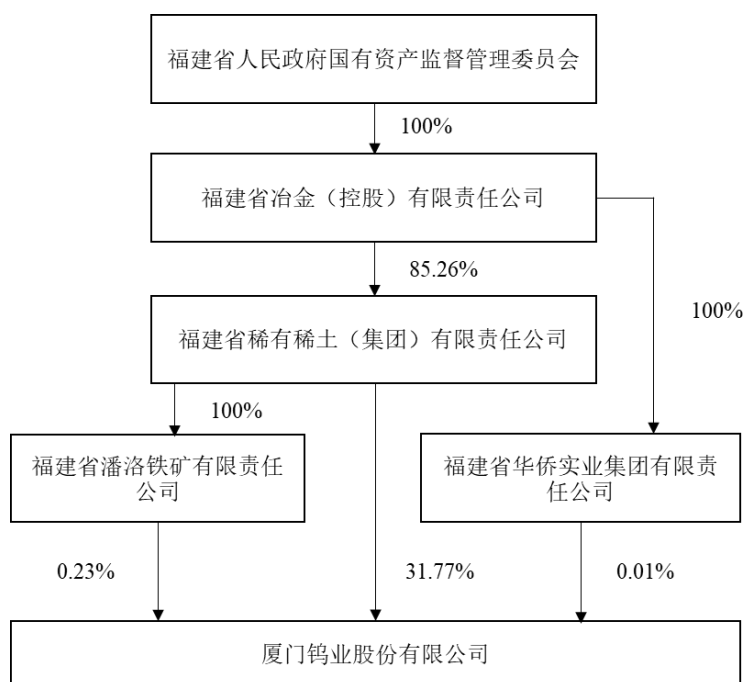 福建省人民政府国有资产监督管理委员会
100%
福建省冶金（控股）有限责任公司
85.26%
100%
福建省稀有稀土（集团）有限责任公司
100%
福建省潘洛铁矿有限责任
公司
福建省华侨实业集团有限责
任公司
0.23%
31.77%
0.01%
厦门钨业股份有限公司